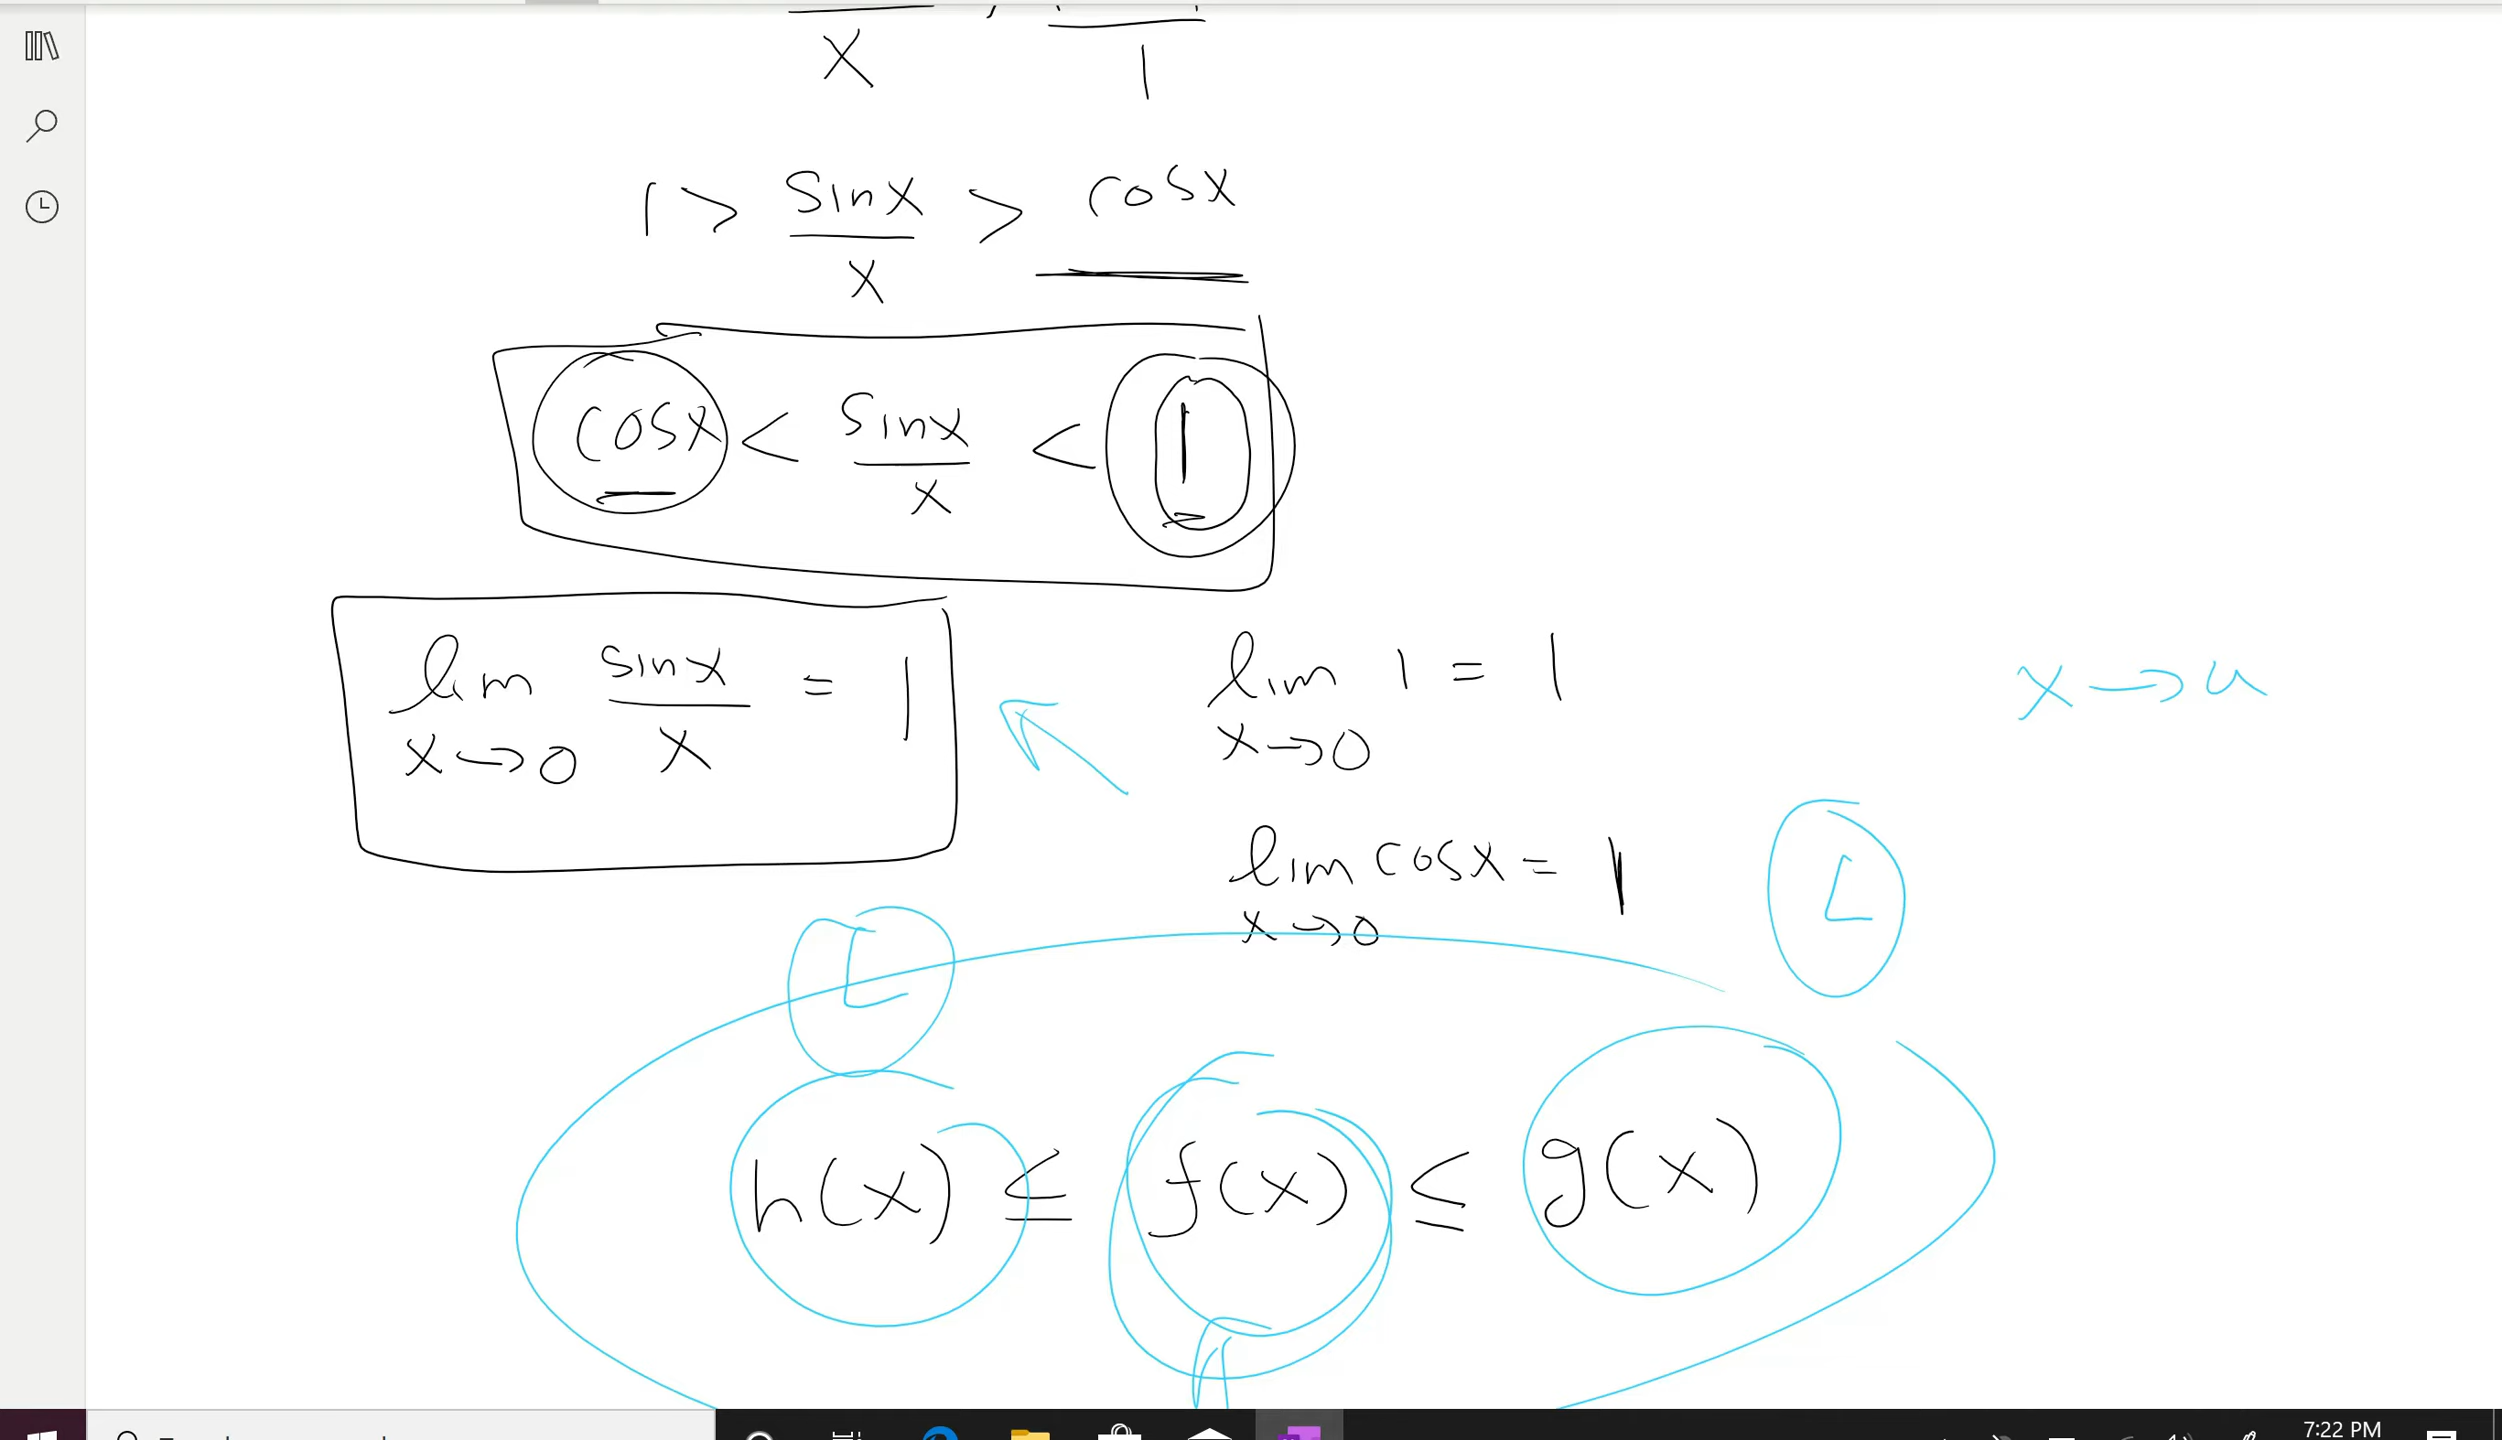 x 1
1 > sinx/x > cosx
cosx < sinx/x < 1
lim x→0 sinx/x = 1
lim x→0 1 = 1
x → a
lim x→0 cosx = 1
L
L
h(x) ≤ f(x) ≤ g(x)
7:22 PM